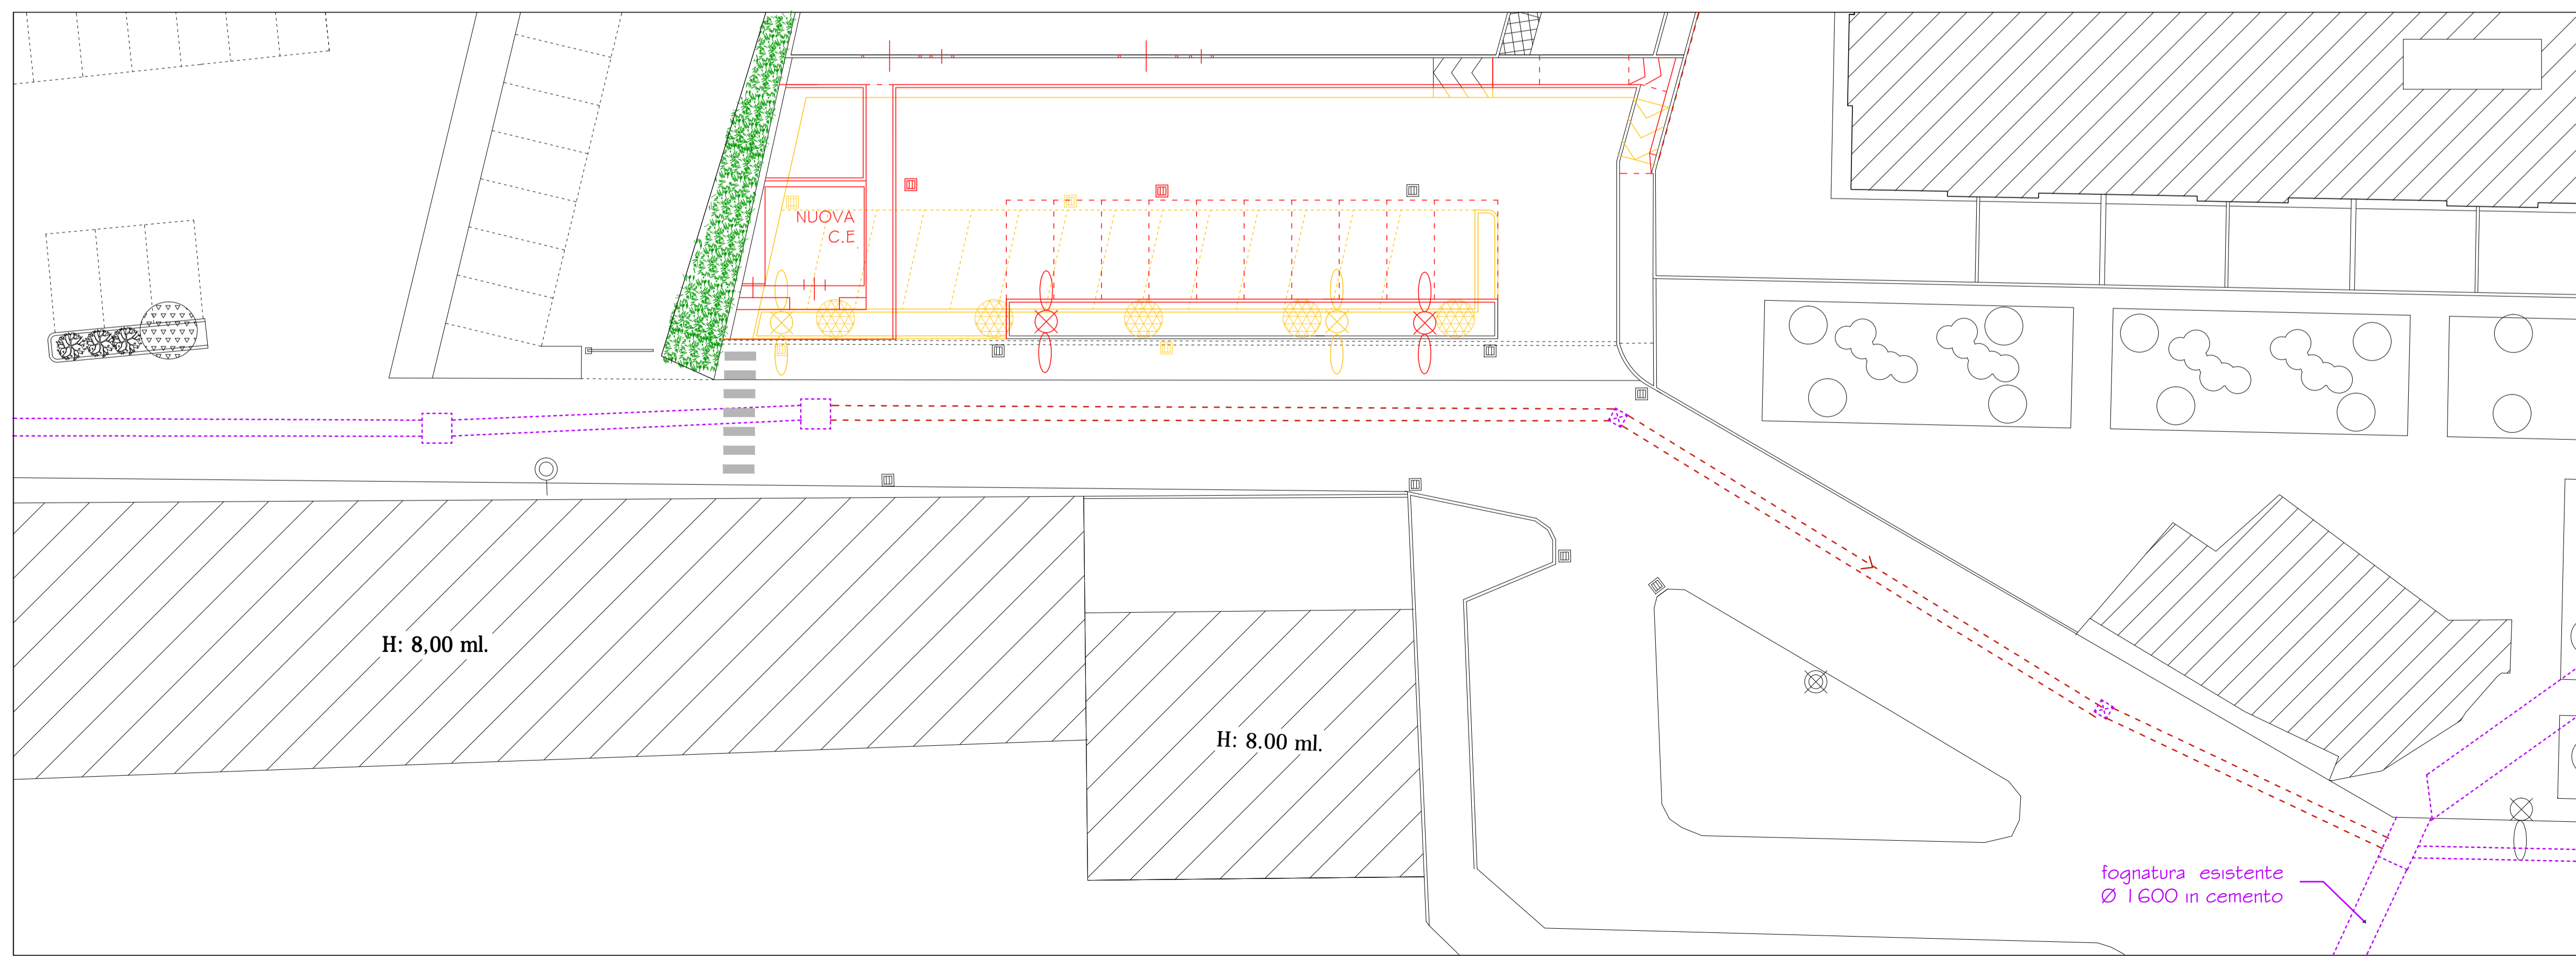 NUOVA
C.E.
H: 8,00 ml.
H: 8.00 ml.
fognatura esistente
Ø 1600 in cemento